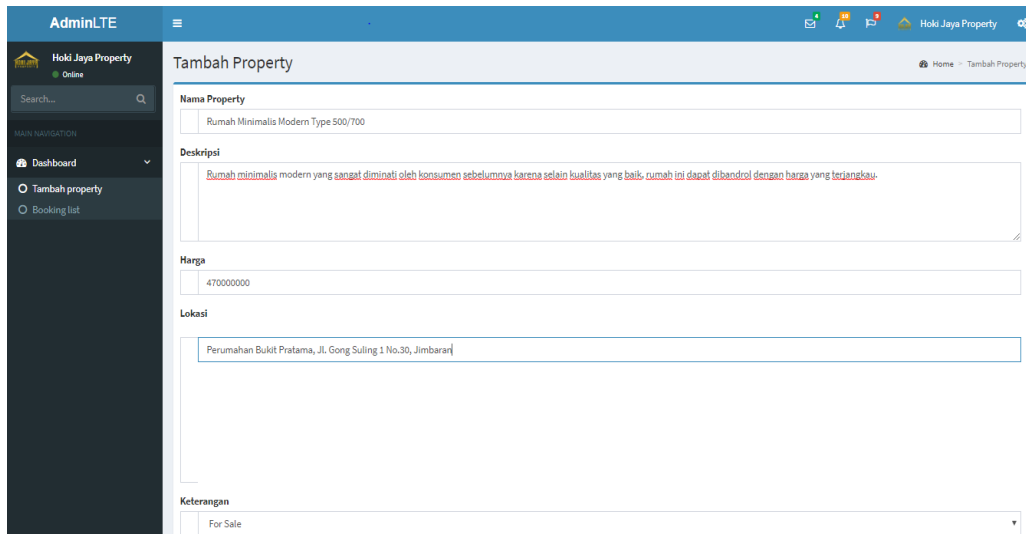 AdminLTE
4
10
9
Hoki Jaya Property
Hoki Jaya Property
Online
Tambah Property
Home > Tambah Property
Search...
MAIN NAVIGATION
Dashboard
Tambah property
Booking list
Nama Property
Rumah Minimalis Modern Type 500/700
Deskripsi
Rumah minimalis modern yang sangat diminati oleh konsumen sebelumnya karena selain kualitas yang baik, rumah ini dapat dibandrol dengan harga yang terjangkau.
Harga
470000000
Lokasi
Perumahan Bukit Pratama, Jl. Gong Suling 1 No.30, Jimbaran
Keterangan
For Sale